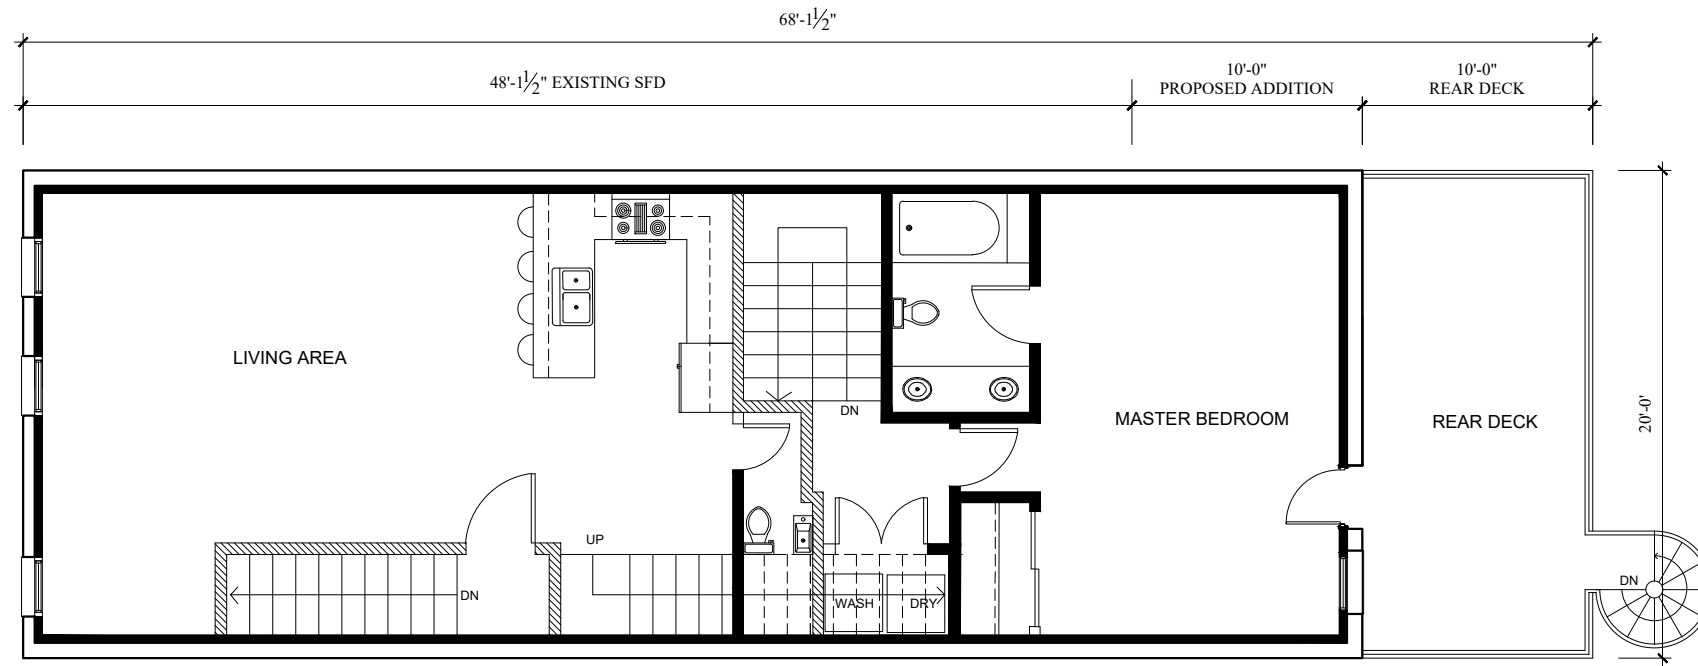 68'-1½"
48'-1½" EXISTING SFD
10'-0"
PROPOSED ADDITION
10'-0"
REAR DECK
LIVING AREA
DN
MASTER BEDROOM
REAR DECK
20'-0'
UP
DN
WASH
DRY
DN